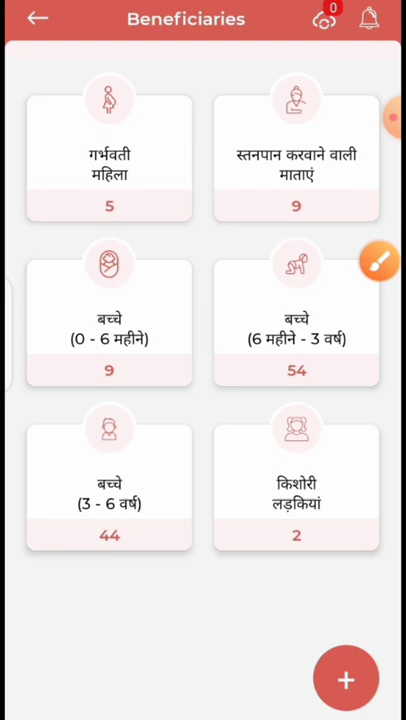 Beneficiaries
0
गर्भवती
महिला
5
स्तनपान करवाने वाली
माताएं
9
बच्चे
(0 - 6 महीने)
9
बच्चे
(6 महीने - 3 वर्ष)
54
बच्चे
(3 - 6 वर्ष)
44
किशोरी
लड़कियां
2
+